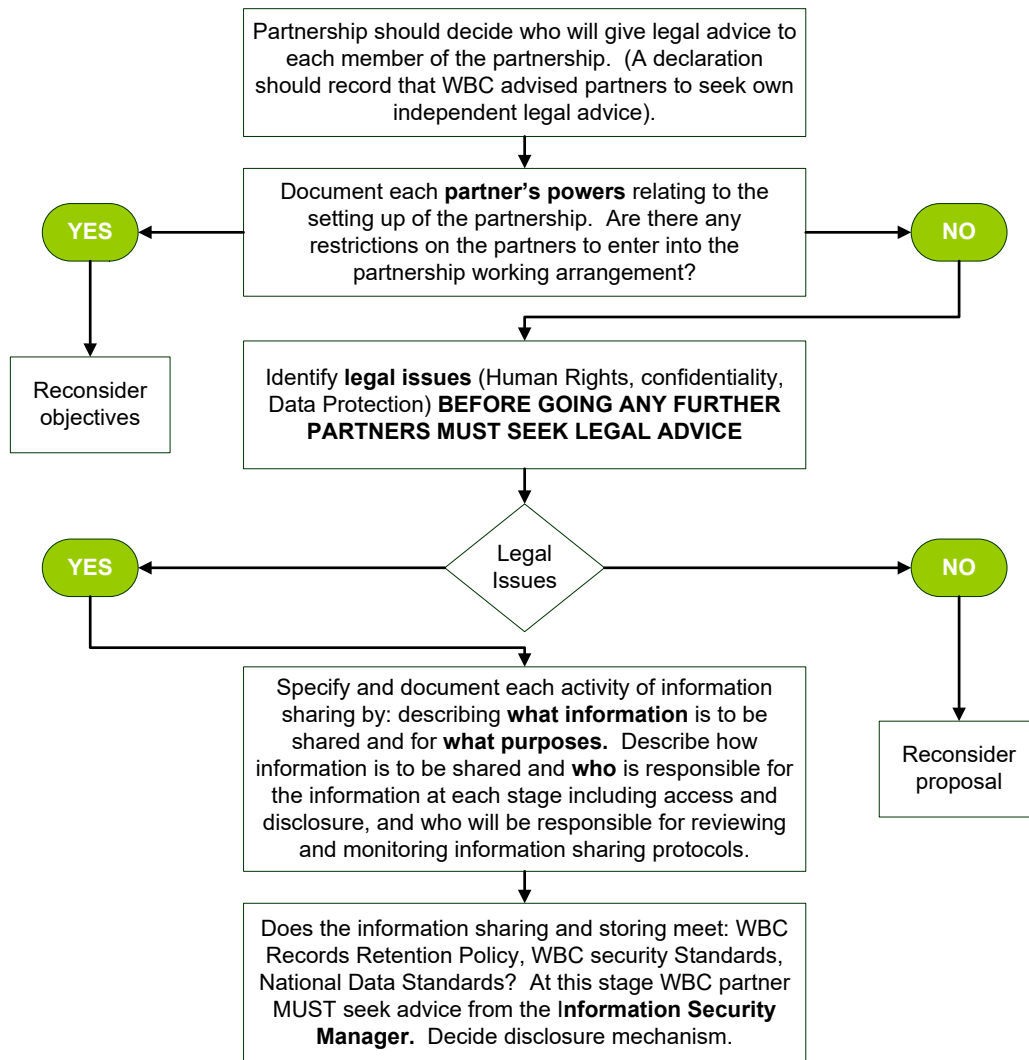 Partnership should decide who will give legal advice to
each member of the partnership. (A declaration
should record that WBC advised partners to seek own
independent legal advice).
Document each partner's powers relating to the
setting up of the partnership. Are there any
restrictions on the partners to enter into the
partnership working arrangement?
YES
NO
Reconsider
objectives
Identify legal issues (Human Rights, confidentiality,
Data Protection) BEFORE GOING ANY FURTHER
PARTNERS MUST SEEK LEGAL ADVICE
Legal
Issues
YES
NO
Specify and document each activity of information
sharing by: describing what information is to be
shared and for what purposes. Describe how
information is to be shared and who is responsible for
the information at each stage including access and
disclosure, and who will be responsible for reviewing
and monitoring information sharing protocols.
Reconsider
proposal
Does the information sharing and storing meet: WBC
Records Retention Policy, WBC security Standards,
National Data Standards? At this stage WBC partner
MUST seek advice from the Information Security
Manager. Decide disclosure mechanism.